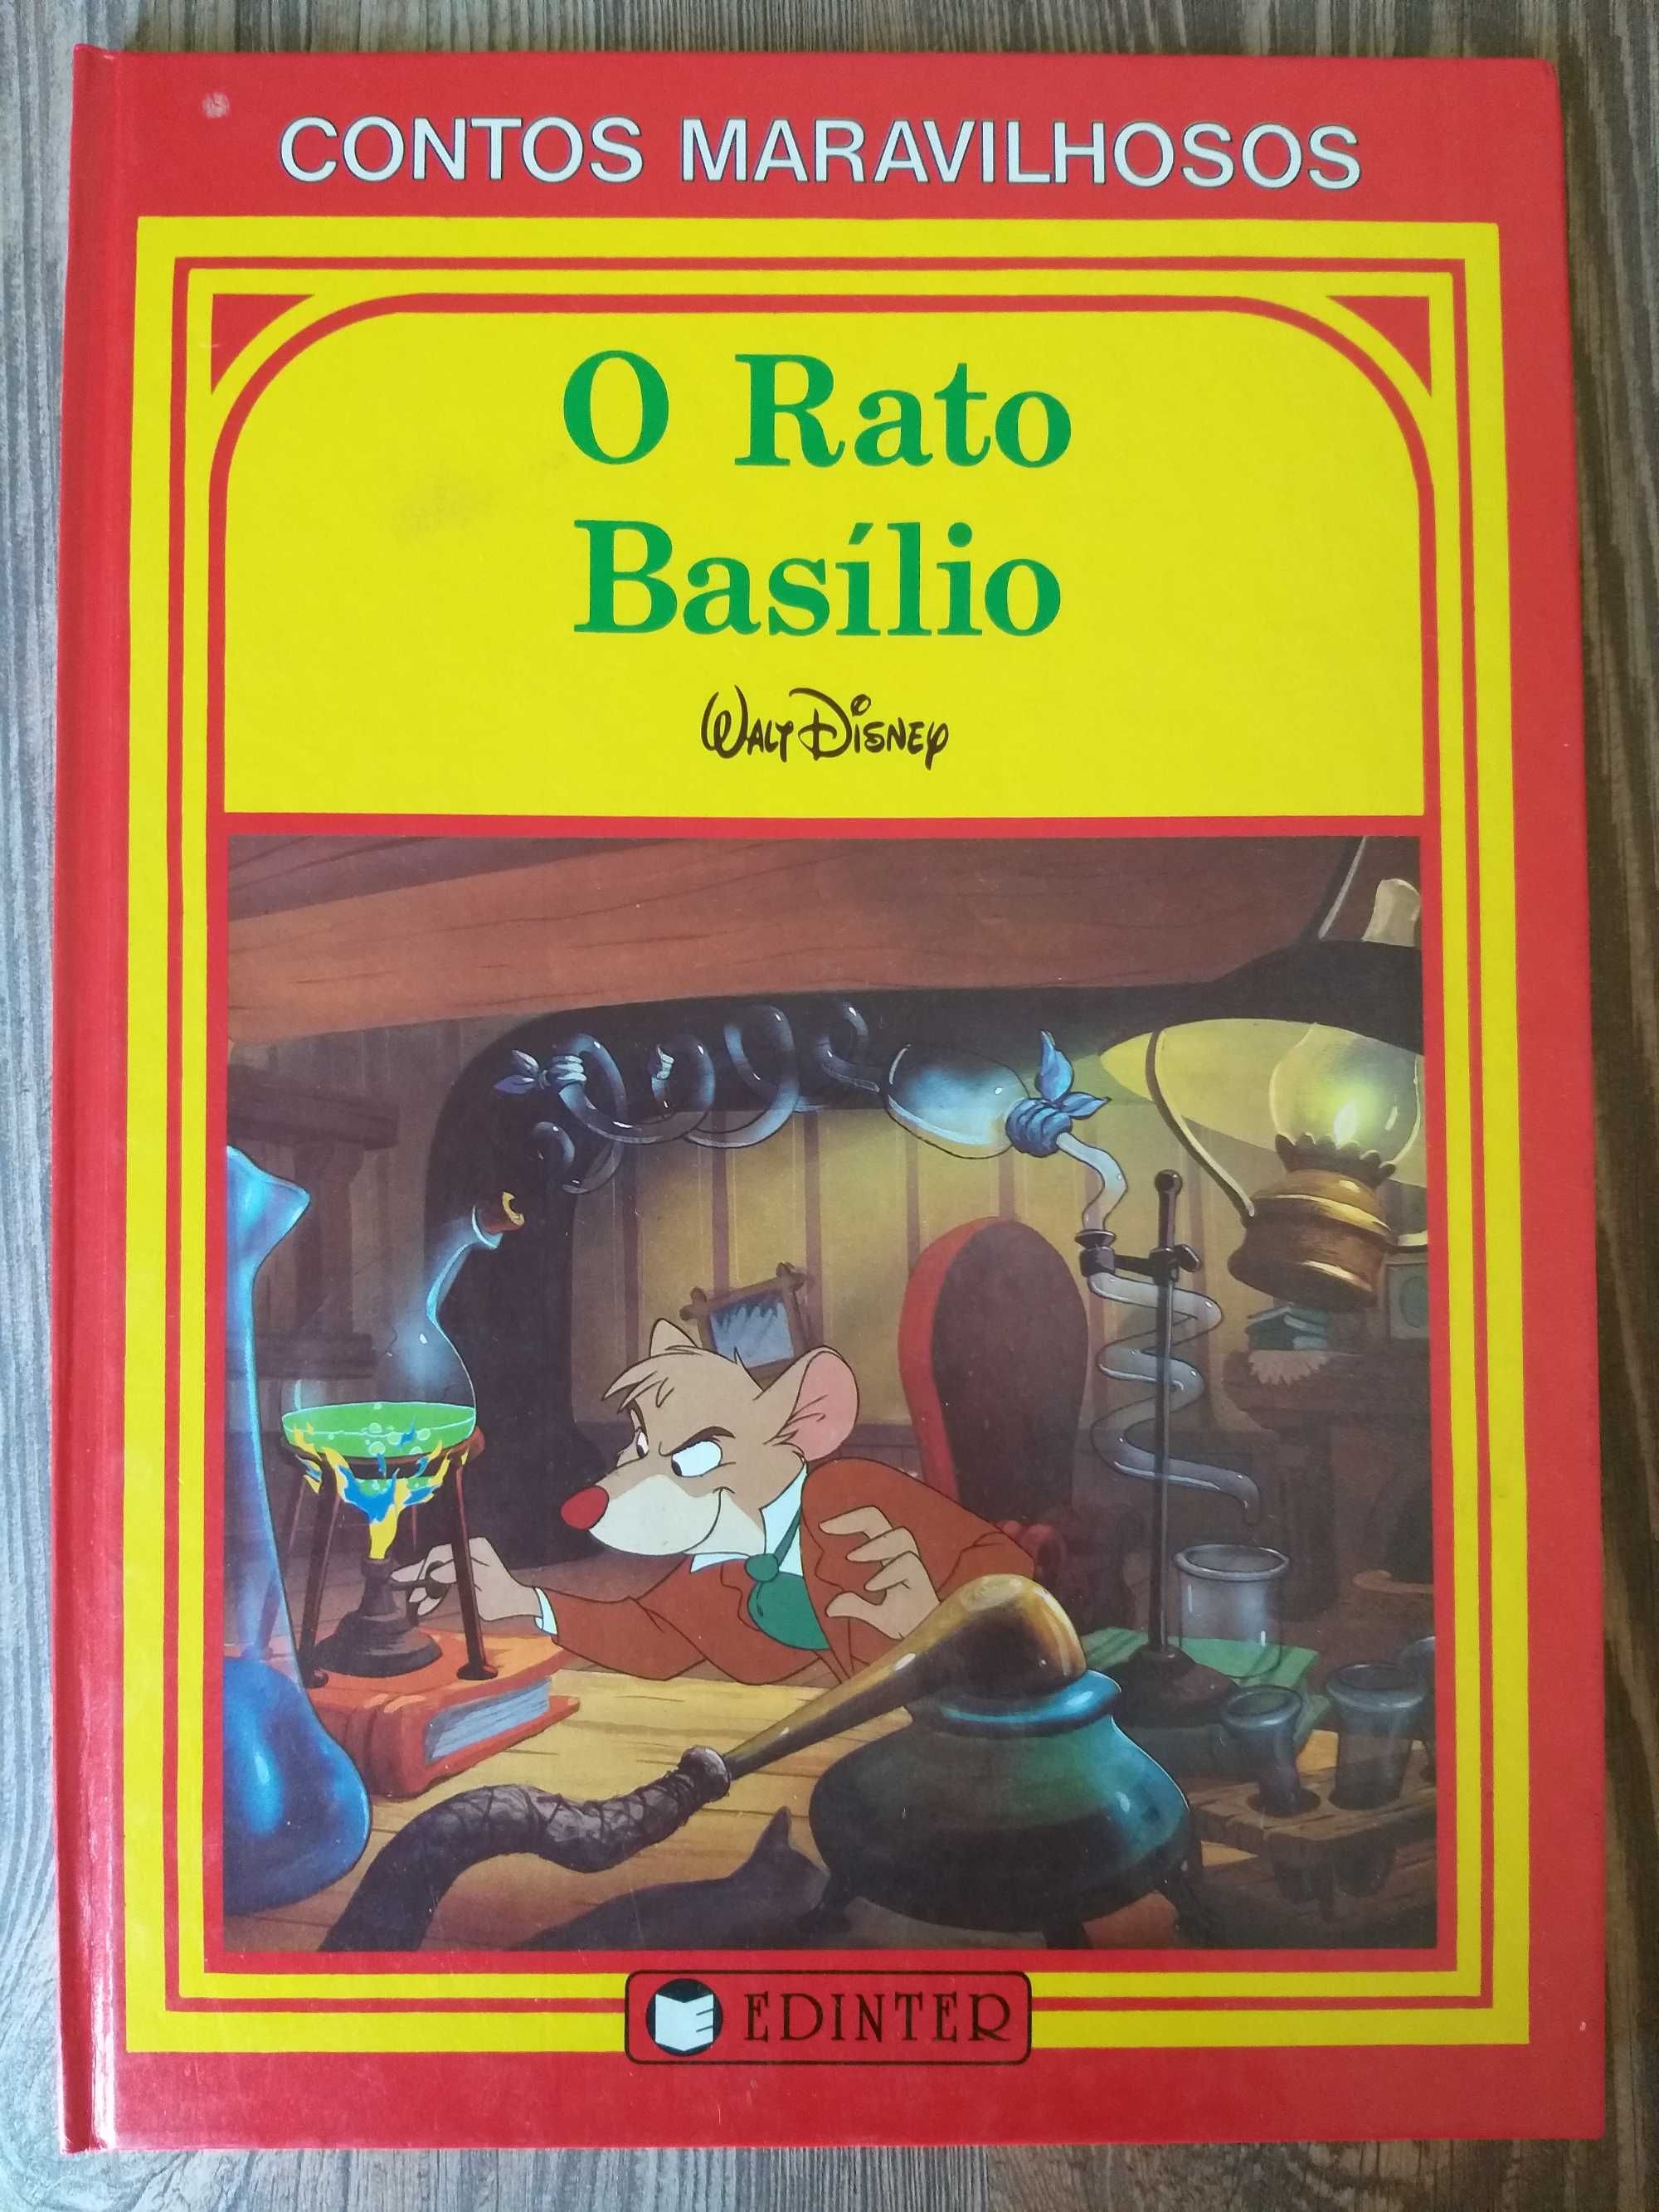 CONTOS MARAVILHOSOS
O Rato
Basílio
Walt Disney
EDINTER